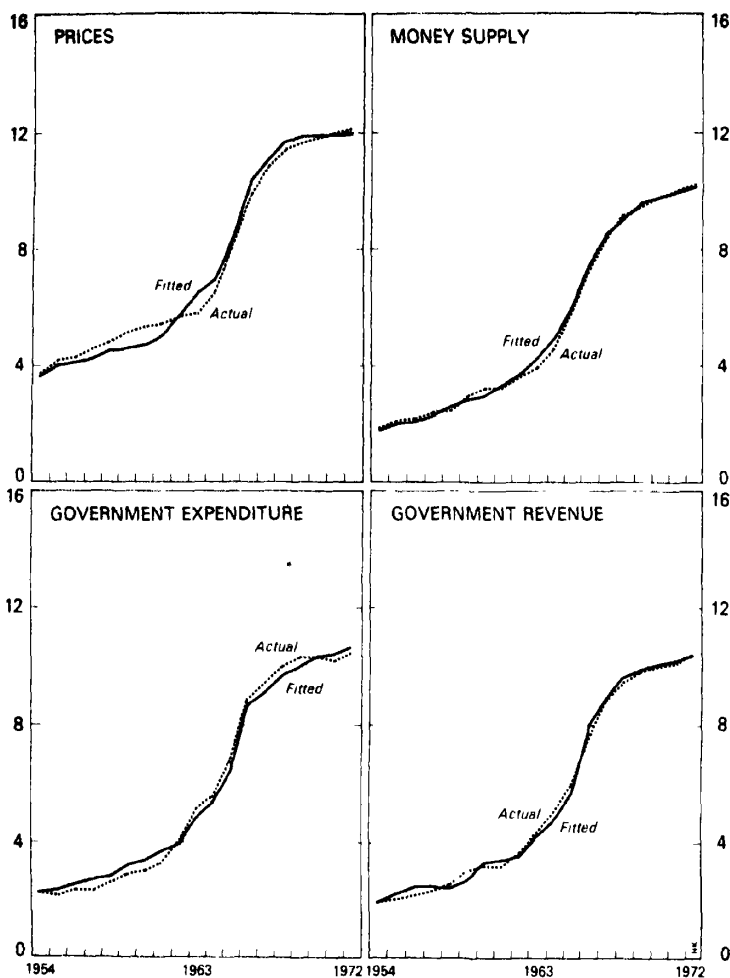 16
PRICES
MONEY SUPPLY
16
12
12
8
8
Fitted
Actual
Fitted
Actual
4
4
0
0
16
GOVERNMENT EXPENDITURE
GOVERNMENT REVENUE
16
12
12
Actual
Fitted
8
8
Actual
Fitted
4
4
0
0
1954
1963
1972
1954
1963
1972